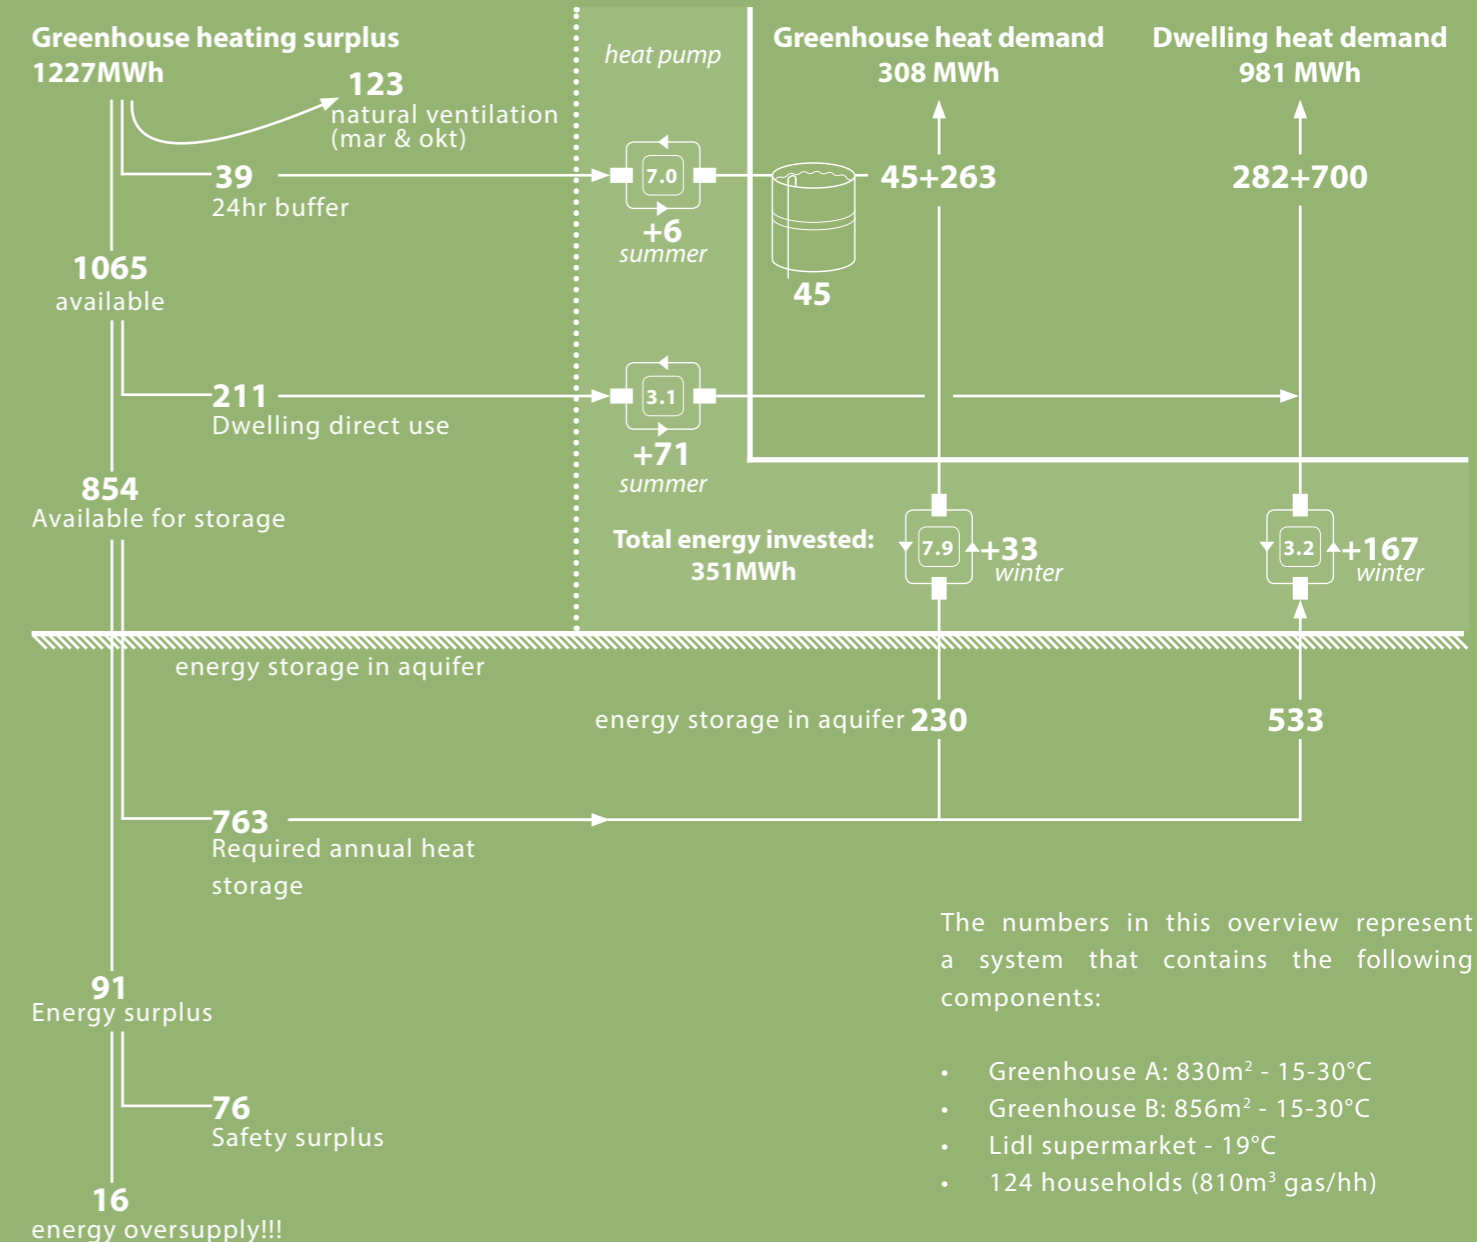 Greenhouse heating surplus
1227MWh
123
natural ventilation
(mar & okt)
39
24hr buffer
1065
available
211
Dwelling direct use
854
Available for storage
heat pump
7.0
+6
summer
45
3.1
+71
summer
Total energy invested:
351MWh
Greenhouse heat demand
308 MWh
45+263
7.9
+33
winter
Dwelling heat demand
981 MWh
282+700
3.2
+167
winter
energy storage in aquifer
energy storage in aquifer 230
533
763
Required annual heat
storage
91
Energy surplus
76
Safety surplus
16
energy oversupply!!!
The numbers in this overview represent
a system that contains the following
components:
• Greenhouse A: 830m² - 15-30°C
• Greenhouse B: 856m² - 15-30°C
• Lidl supermarket - 19°C
• 124 households (810m³ gas/hh)